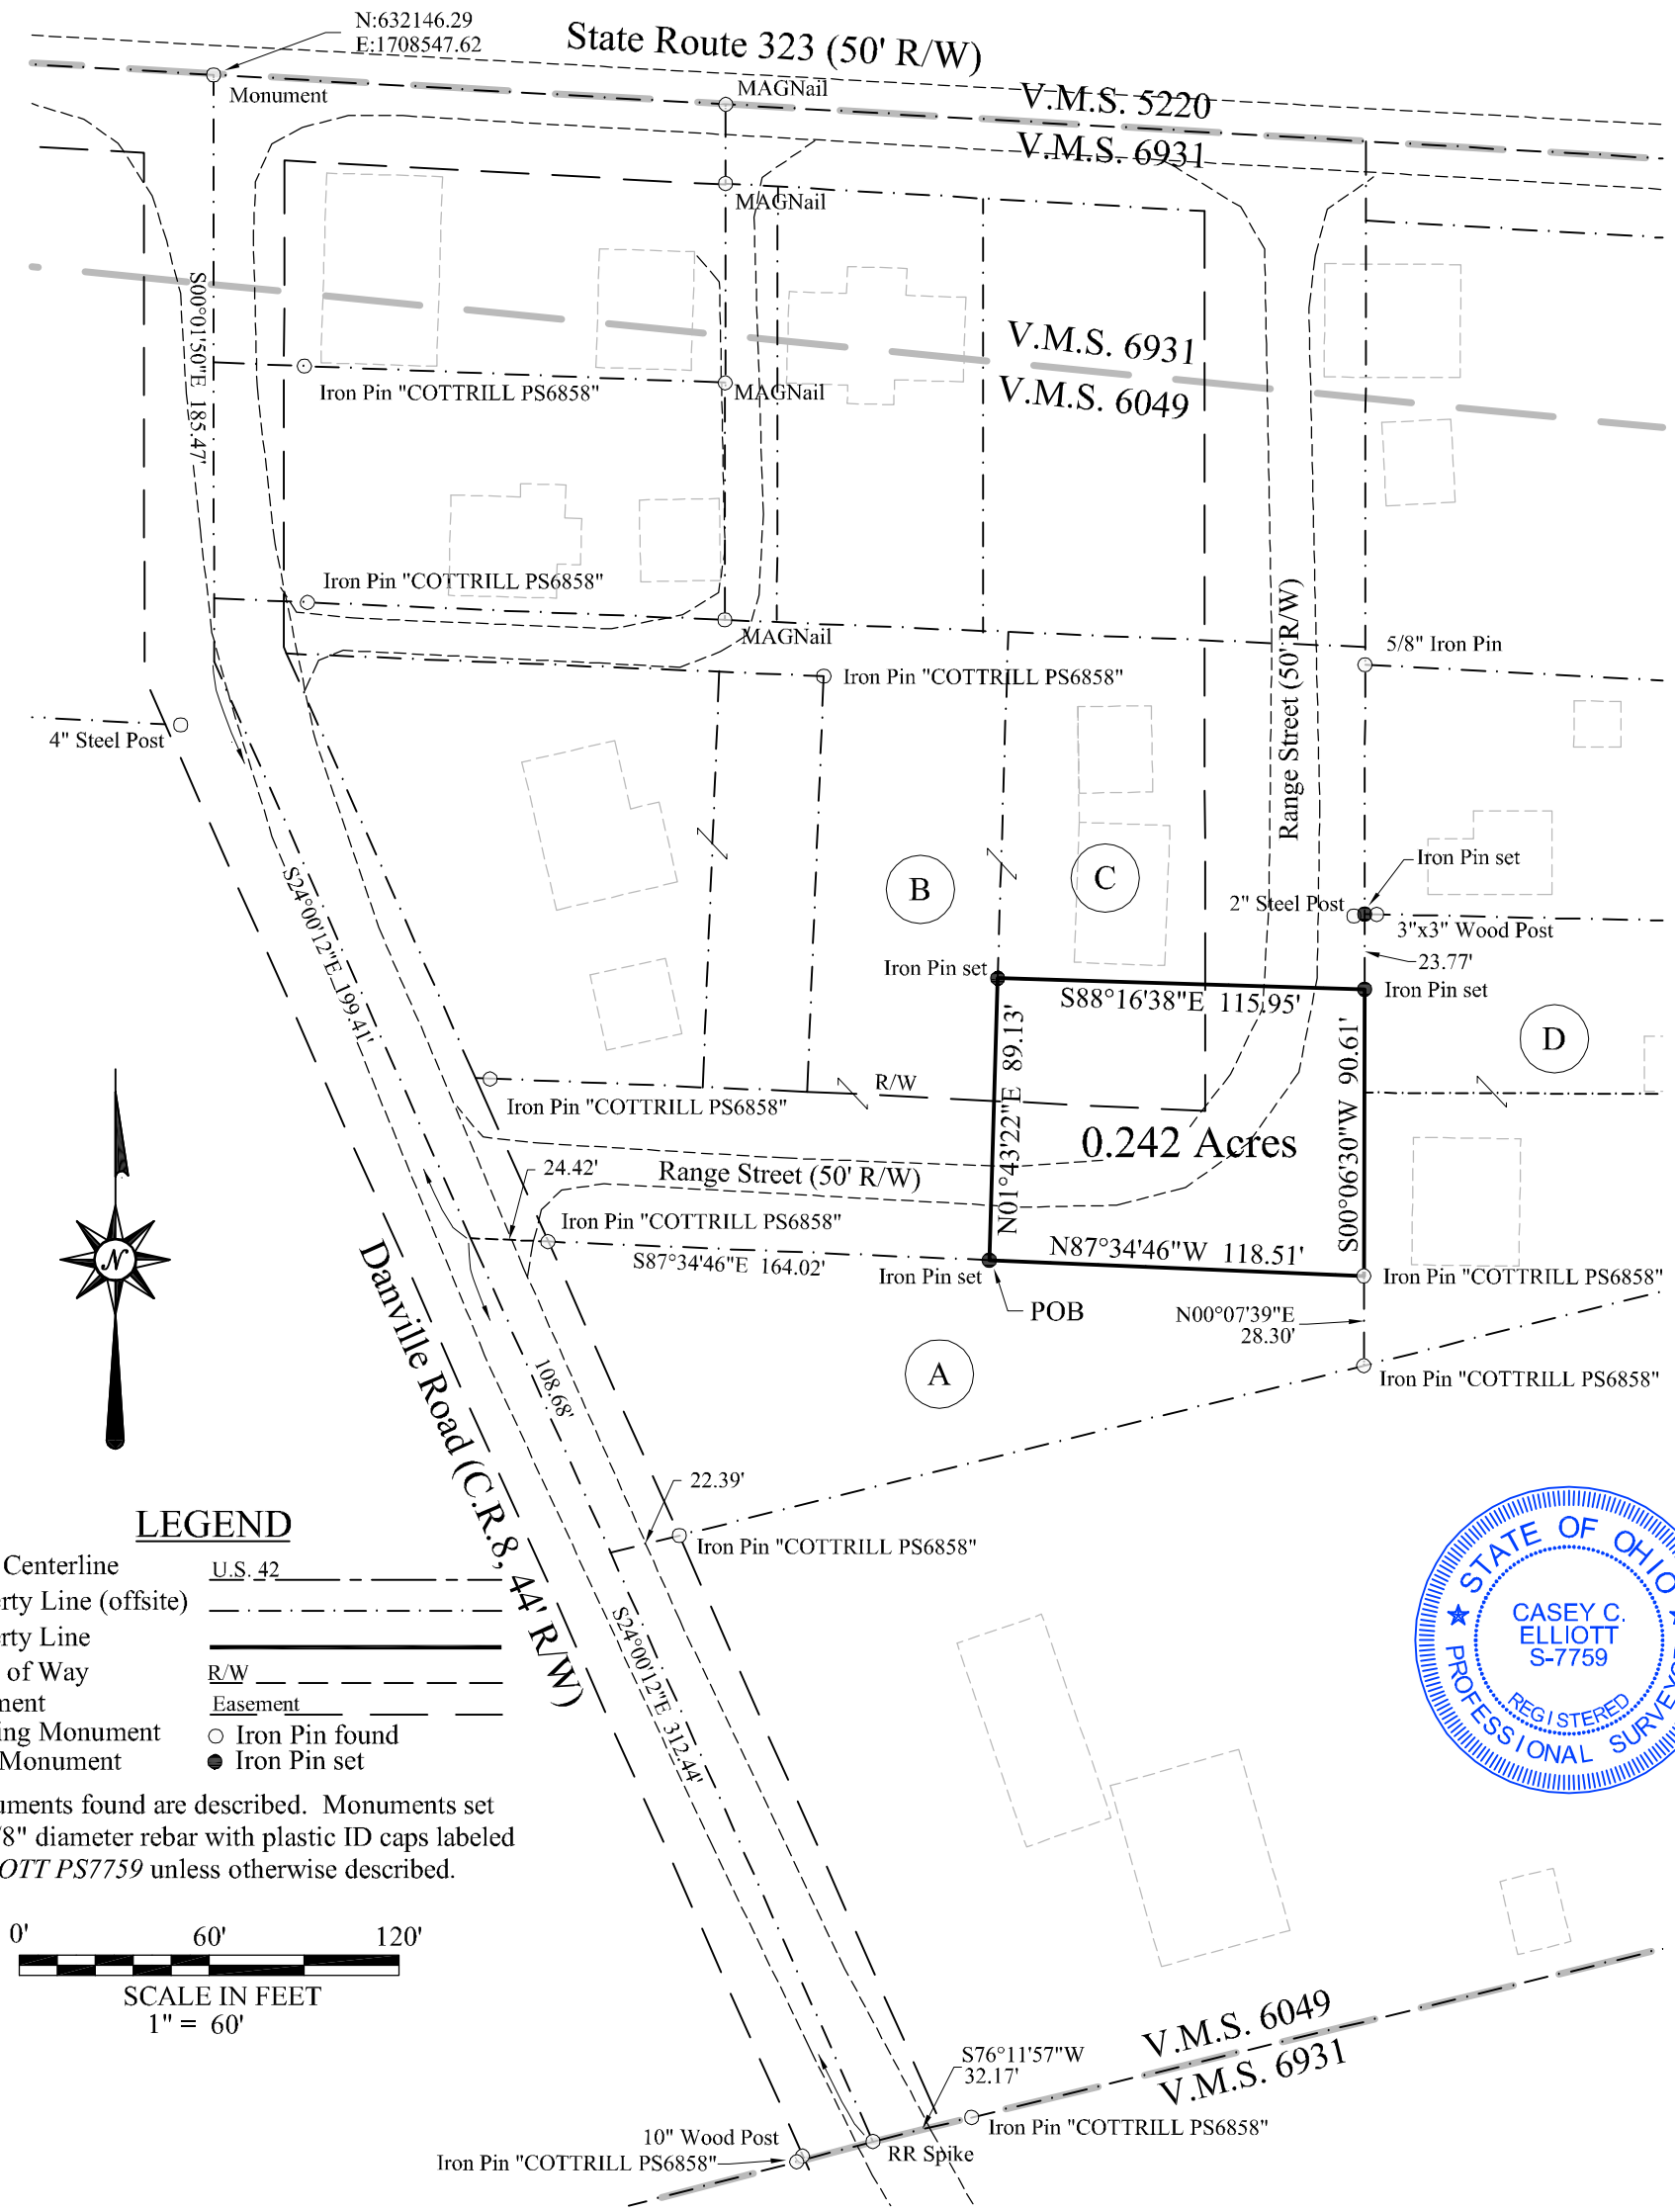 N:632146.29
E:1708547.62
State Route 323 (50' R/W)
Monument
MAGNail
V.M.S. 5220
V.M.S. 6931
MAGNail
S00°01'50"E 185.47'
V.M.S. 6931
V.M.S. 6049
Iron Pin "COTTRILL PS6858"
MAGNail
Iron Pin "COTTRILL PS6858"
MAGNail
Range Street (50' R/W)
5/8" Iron Pin
Iron Pin "COTTRILL PS6858"
4" Steel Post
S24°00'12"E 199.41'
B
C
Iron Pin set
2" Steel Post
3"x3" Wood Post
23.77'
Iron Pin set
Iron Pin set
S88°16'38"E 115.95'
D
N01°43'22"E 89.13'
S00°06'30"W 90.61'
R/W
Iron Pin "COTTRILL PS6858"
0.242 Acres
24.42'
Range Street (50' R/W)
Iron Pin "COTTRILL PS6858"
S87°34'46"E 164.02'
N87°34'46"W 118.51'
Iron Pin set
Iron Pin "COTTRILL PS6858"
POB
N00°07'39"E
28.30'
N
Danville Road (C.R.8, 44' R/W)
108.68'
A
Iron Pin "COTTRILL PS6858"
22.39'
Iron Pin "COTTRILL PS6858"
S24°00'12"E 312.44'
LEGEND
Centerline
U.S. 42
erty Line (offsite)
erty Line
of Way
R/W
ment
Easement
ing Monument
Iron Pin found
Monument
Iron Pin set
uments found are described. Monuments set
/8" diameter rebar with plastic ID caps labeled
OTT PS7759 unless otherwise described.
0' 60' 120'
SCALE IN FEET
1" = 60'
STATE OF OHIO
CASEY C.
ELLIOTT
S-7759
REGISTERED
PROFESSIONAL SURVEYO
V.M.S. 6049
V.M.S. 6931
S76°11'57"W
32.17'
Iron Pin "COTTRILL PS6858"
10" Wood Post
Iron Pin "COTTRILL PS6858"
RR Spike